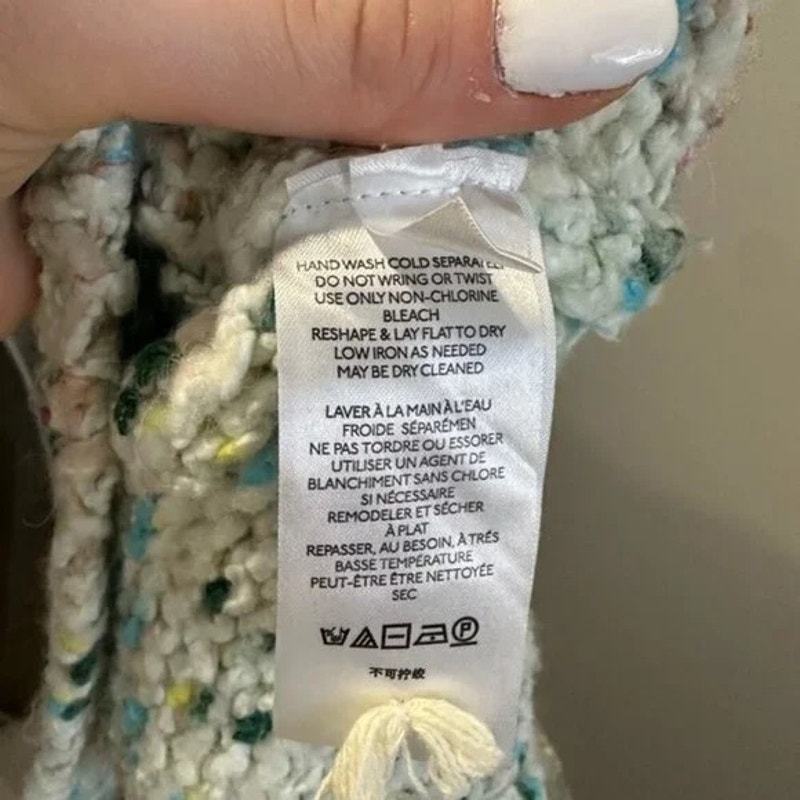 HAND WASH COLD SEPARATELY
DO NOT WRING OR TWIST
USE ONLY NON-CHLORINE
BLEACH
RESHAPE & LAY FLAT TO DRY
LOW IRON AS NEEDED
MAY BE DRY CLEANED
LAVER À LA MAIN À L'EAU
FROIDE SÉPARÉMEN
NE PAS TORDRE OU ESSORER
UTILISER UN AGENT DE
BLANCHIMENT SANS CHLORE
SI NÉCESSAIRE
REMODELER ET SÉCHER
À PLAT
REPASSER, AU BESOIN, À TRÉS
BASSE TEMPÉRATURE
PEUT-ÊTRE ÊTRE NETTOYÉE
SEC
P
不可拧绞